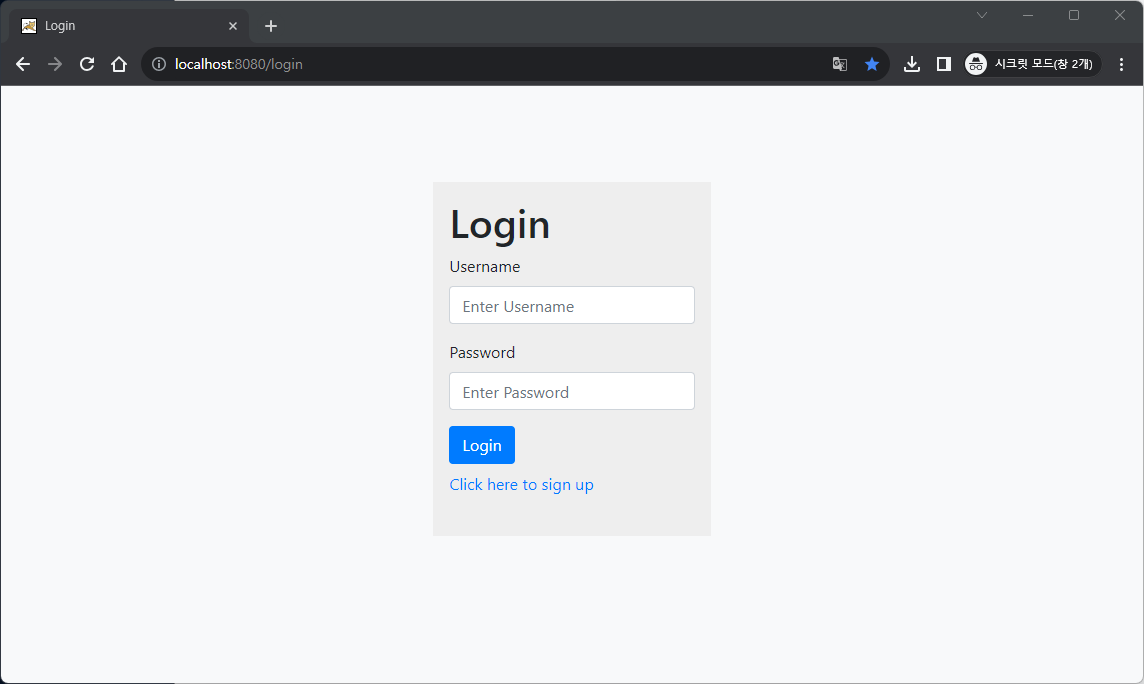 Login
localhost:8080/login
시크릿 모드(창 2개)
Login
Username
Enter Username
Password
Enter Password
Login
Click here to sign up